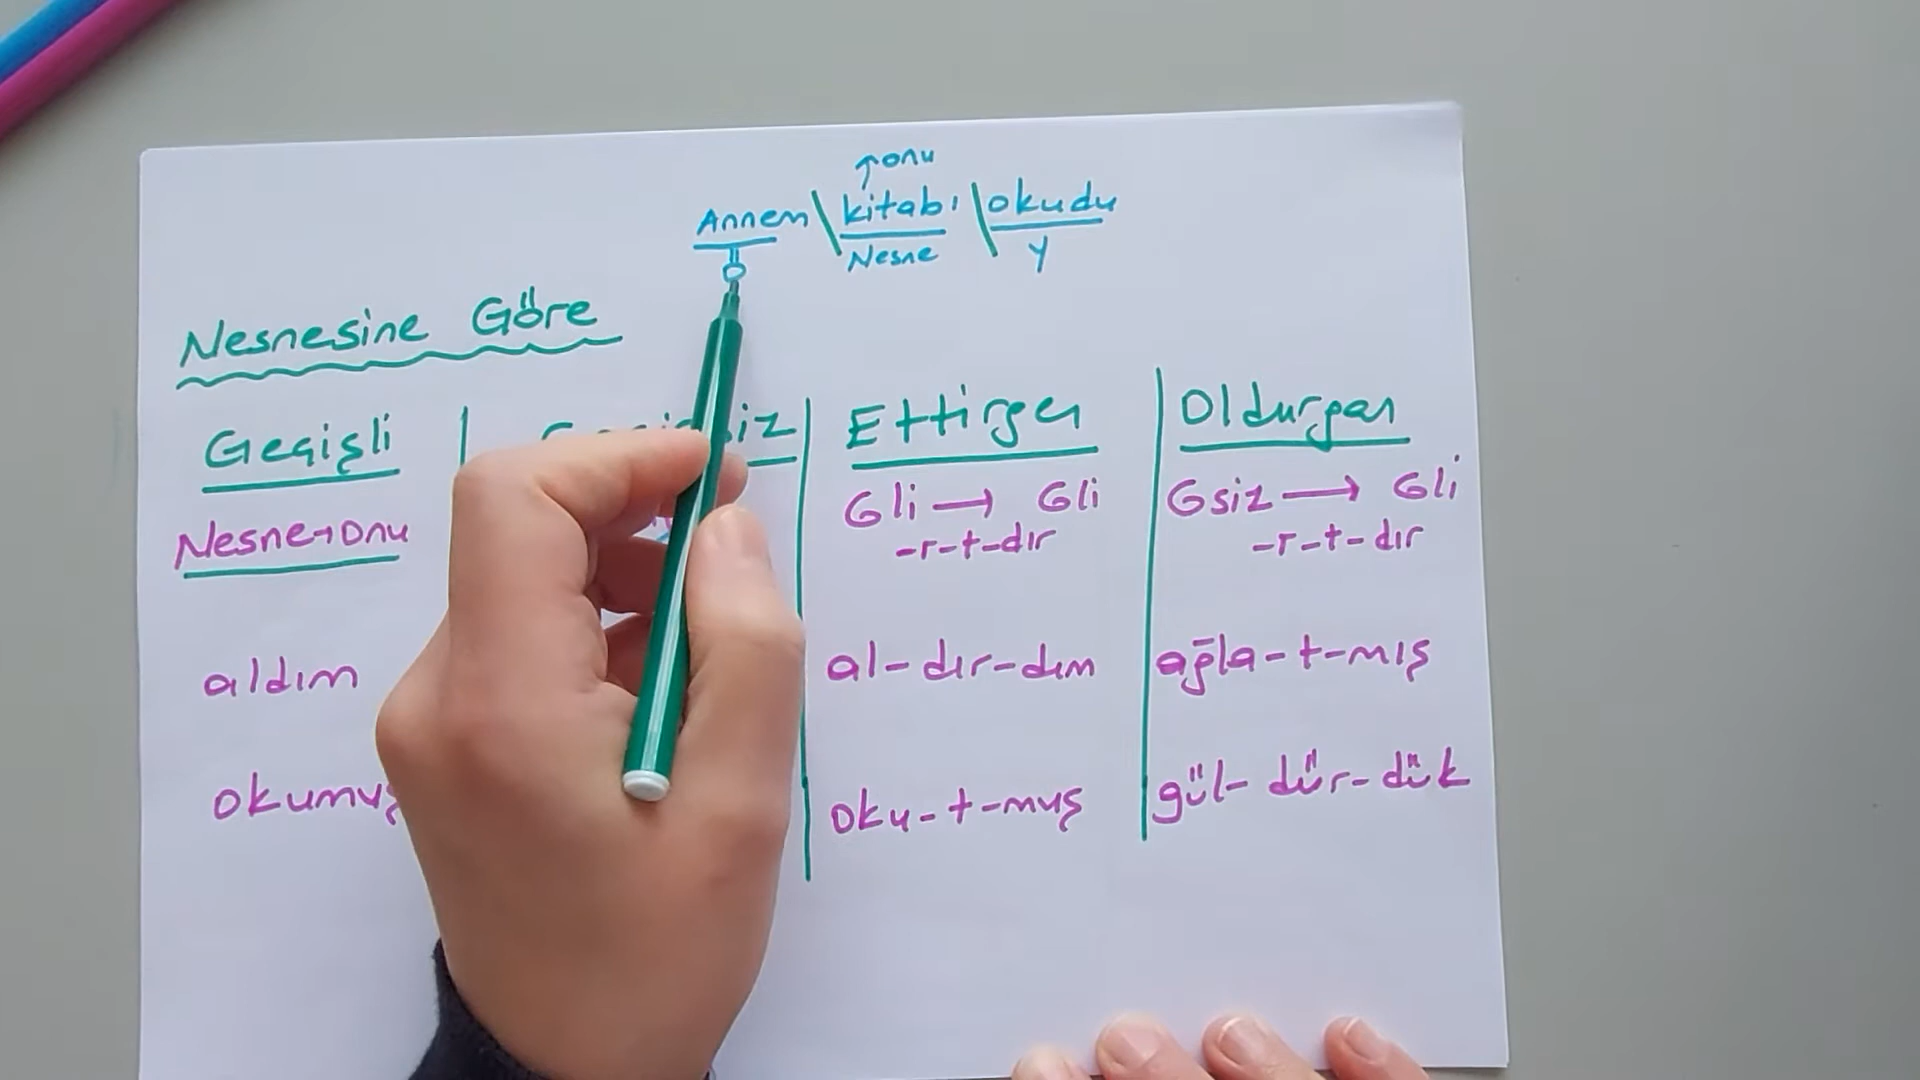 ↑onu
Annem \ kitabı \ okudu
Ö Nesne Y
Nesnesine Göre
Geçişli Ettirgen Oldurgan
Nesne→Onu Gli → Gli Gsiz → Gli
-r-t-dır -r-t-dır
aldım al-dır-dım ağla-t-mış
okumuş oku-t-muş gül-dür-dük